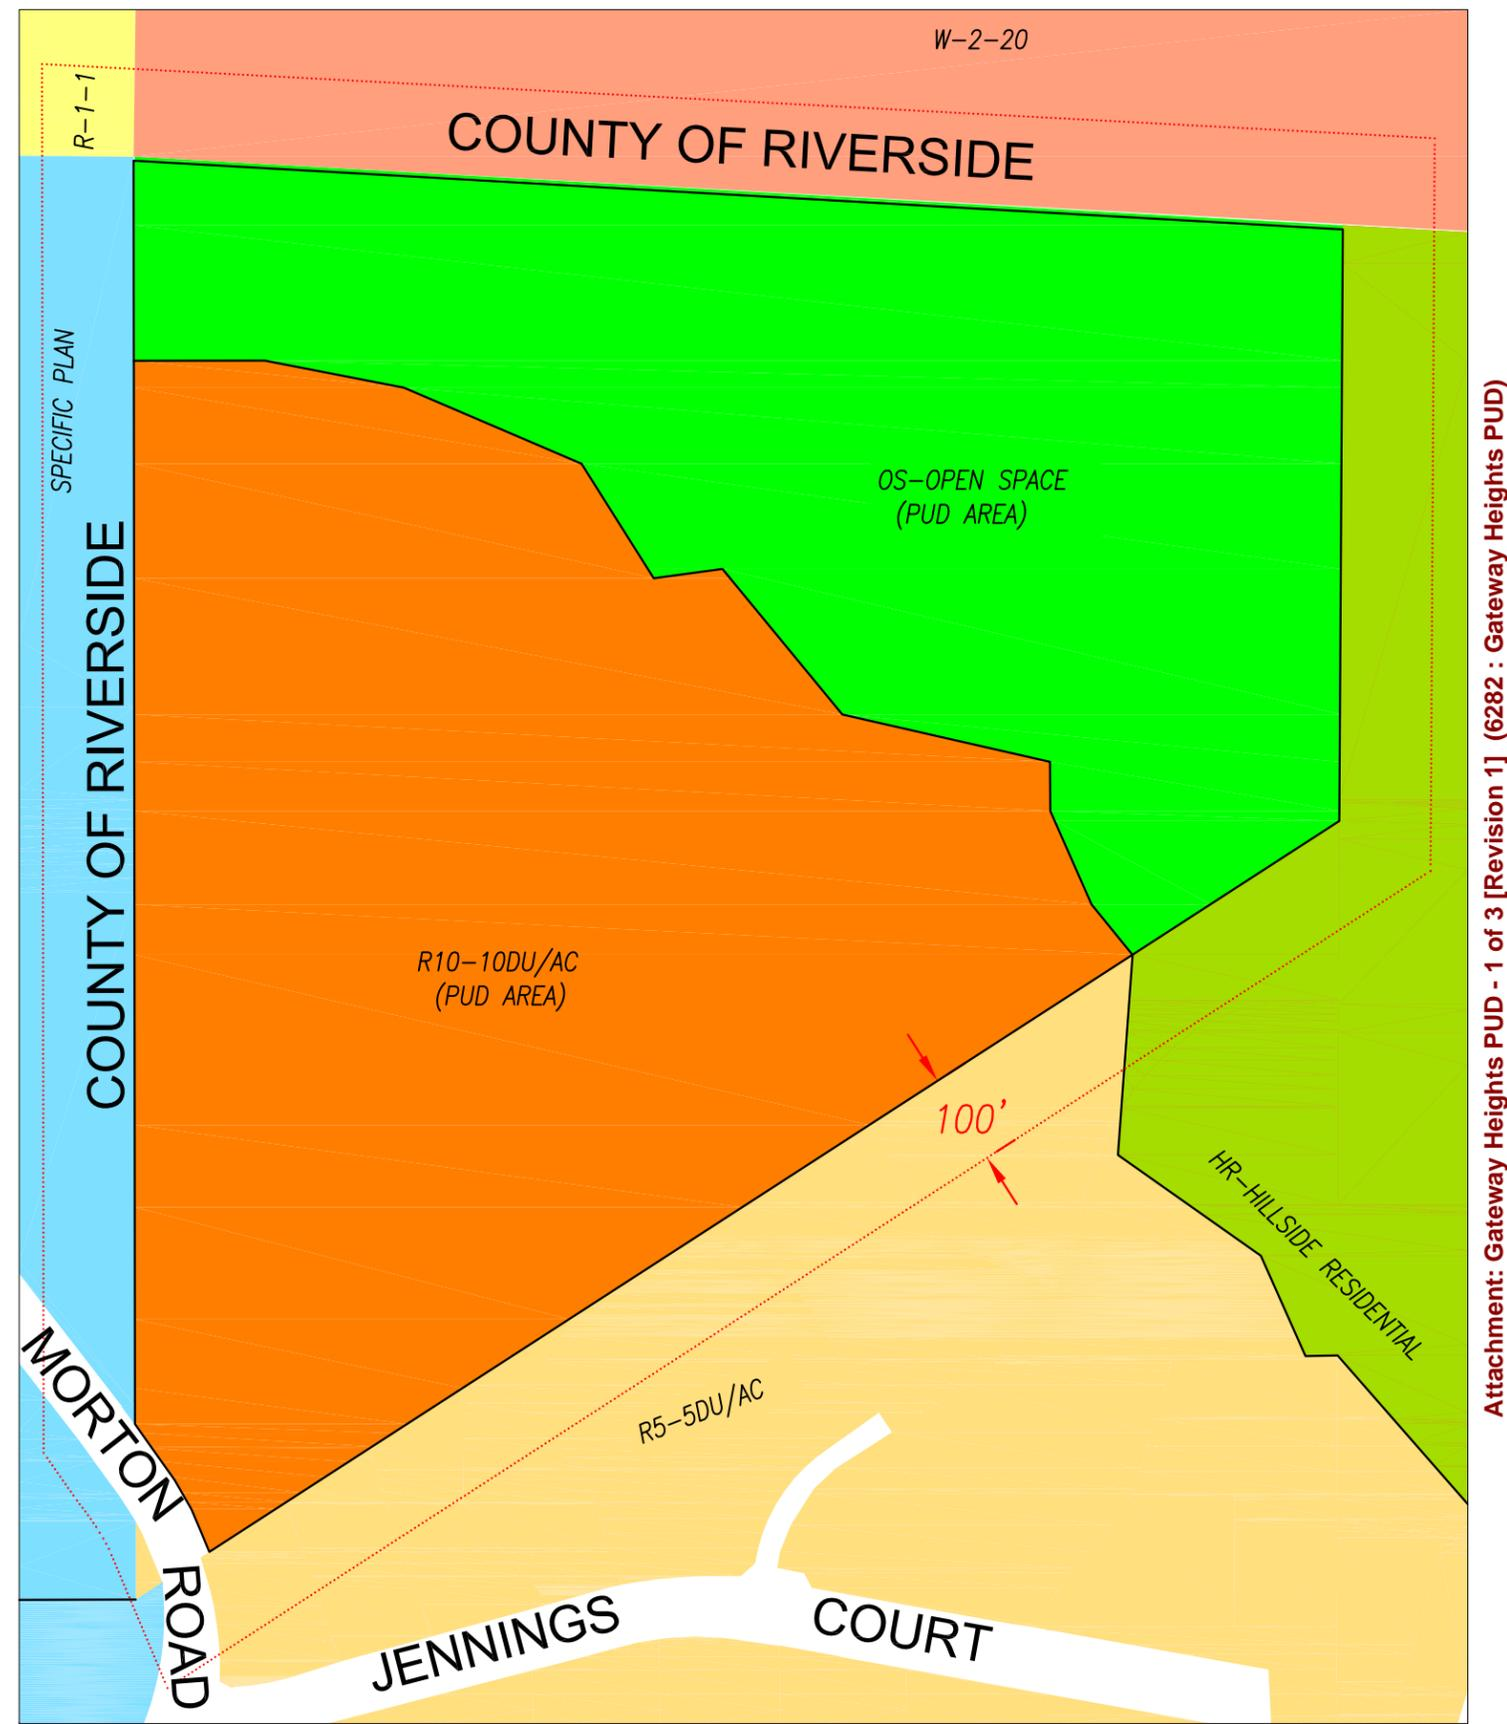 W-2-20
R-1-1
COUNTY OF RIVERSIDE
SPECIFIC PLAN
COUNTY OF RIVERSIDE
OS-OPEN SPACE
(PUD AREA)
R10-10DU/AC
(PUD AREA)
100'
HR-HILLSIDE RESIDENTIAL
R5-5DU/AC
MORTON ROAD
JENNINGS COURT
Attachment: Gateway Heights PUD - 1 of 3 [Revision 1] (6282 : Gateway Heights PUD)